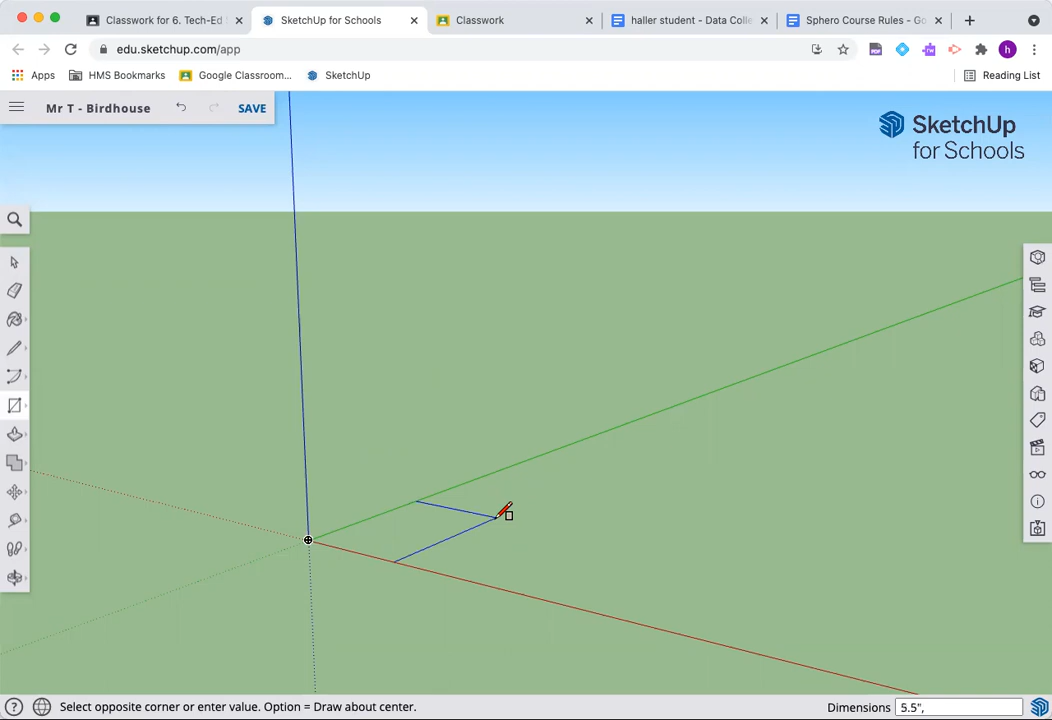 Classwork for 6. Tech-Ed
SketchUp for Schools
Classwork
haller student - Data Colle
Sphero Course Rules - Go
edu.sketchup.com/app
h
Apps
HMS Bookmarks
Google Classroom...
SketchUp
Reading List
Mr T - Birdhouse
SAVE
SketchUp
for Schools
Select opposite corner or enter value. Option = Draw about center.
Dimensions
5.5",